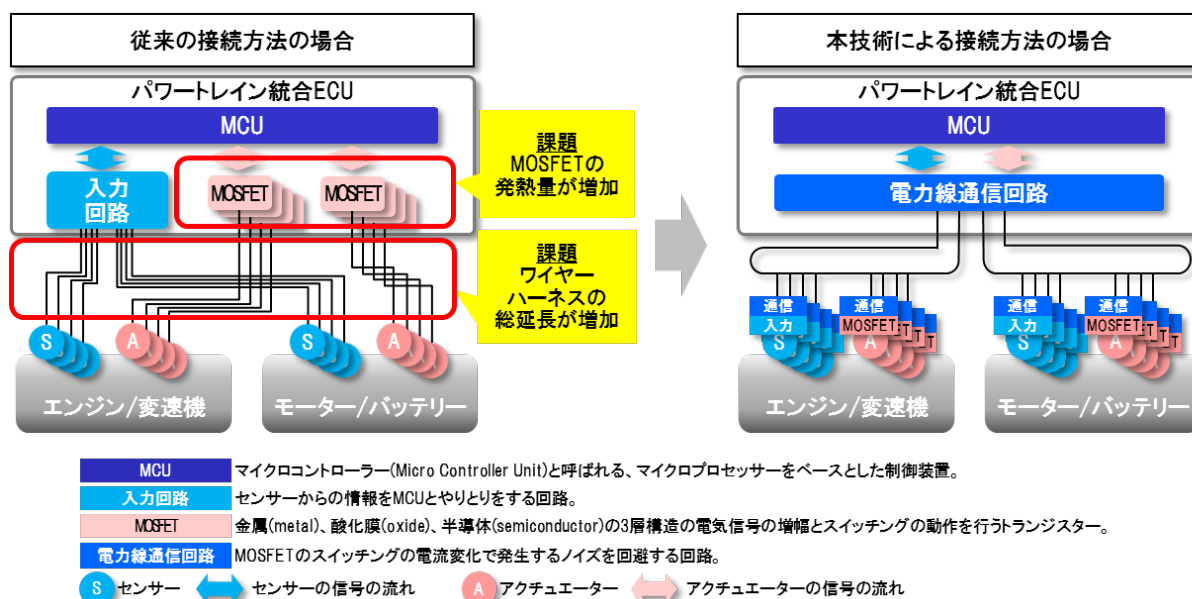 従来の接続方法の場合
パワートレイン統合ECU
MCU
入力
回路
MOSFET
MOSFET
課題
MOSFETの
発熱量が増加
課題
ワイヤー
ハーネスの
総延長が増加
S
A
S
A
エンジン/変速機
モーター/バッテリー
本技術による接続方法の場合
パワートレイン統合ECU
MCU
電力線通信回路
通信
入力
S
通信
MOSFET
A
通信
入力
S
通信
MOSFET
A
エンジン/変速機
モーター/バッテリー
MCU マイクロコントローラー(Micro Controller Unit)と呼ばれる、マイクロプロセッサーをベースとした制御装置。
入力回路 センサーからの情報をMCUとやりとりをする回路。
MOSFET 金属(metal)、酸化膜(oxide)、半導体(semiconductor)の3層構造の電気信号の増幅とスイッチングの動作を行うトランジスター。
電力線通信回路 MOSFETのスイッチングの電流変化で発生するノイズを回避する回路。
S センサー センサーの信号の流れ A アクチュエーター アクチュエーターの信号の流れ